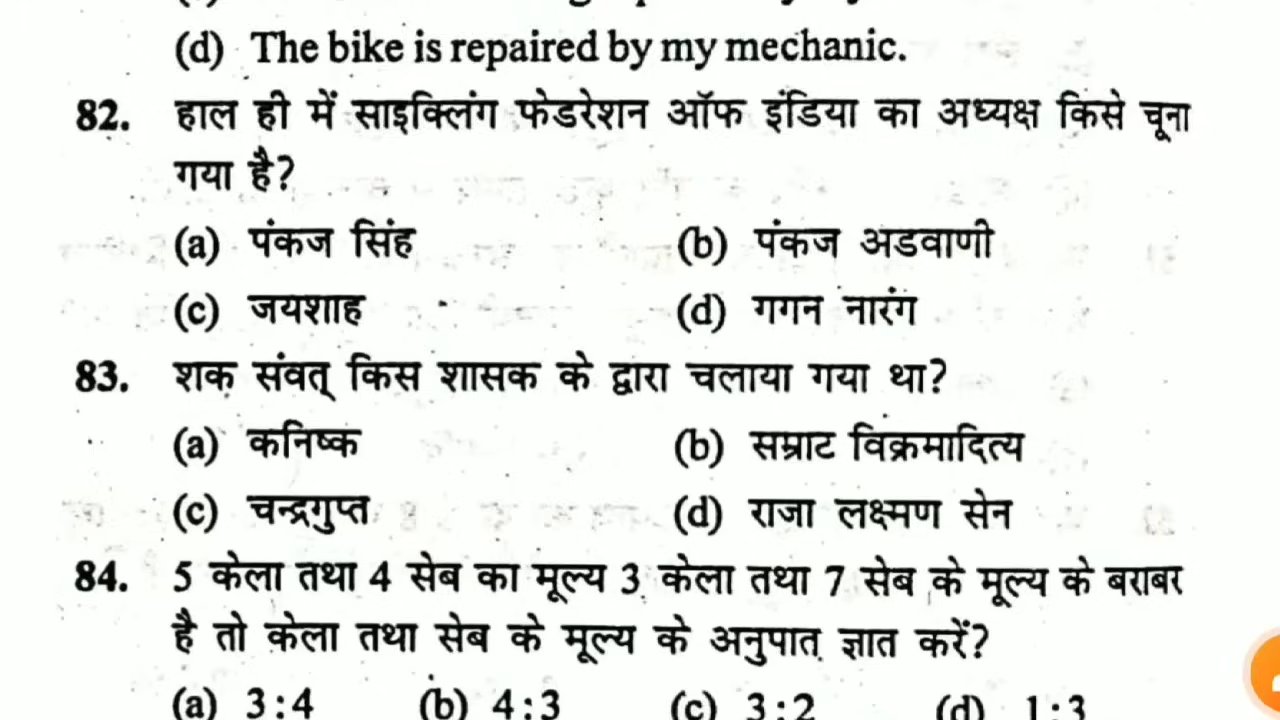 (d) The bike is repaired by my mechanic.
82. हाल ही में साइक्लिंग फेडरेशन ऑफ इंडिया का अध्यक्ष किसे चूना
गया है?
(a) पंकज सिंह (b) पंकज अडवाणी
(c) जयशाह (d) गगन नारंग
83. शक संवत् किस शासक के द्वारा चलाया गया था?
(a) कनिष्क (b) सम्राट विक्रमादित्य
(c) चन्द्रगुप्त (d) राजा लक्ष्मण सेन
84. 5 केला तथा 4 सेब का मूल्य 3 केला तथा 7 सेब के मूल्य के बराबर
है तो केला तथा सेब के मूल्य के अनुपात ज्ञात करें?
(a) 3:4 (b) 4:3 (c) 3:2 (d) 1:3